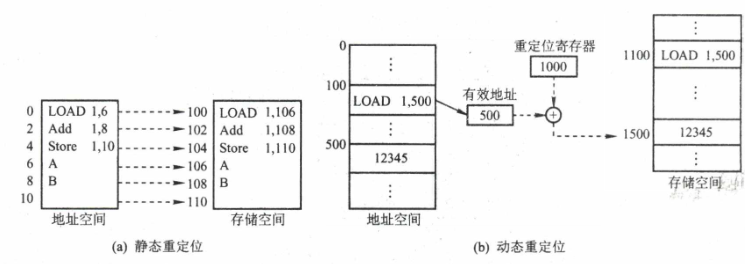 0 LOAD 1,6 100 LOAD 1,106
2 Add 1,8 102 Add 1,108
4 Store 1,10 104 Store 1,110
6 A 106 A
8 B 108 B
10 110
地址空间 存储空间
(a) 静态重定位
0
⋮
100
LOAD 1,500
⋮
500
12345
⋮
地址空间
重定位寄存器
1000
有效地址
500
+
⋮
1100 LOAD 1,500
⋮
1500 12345
⋮
存储空间
(b) 动态重定位